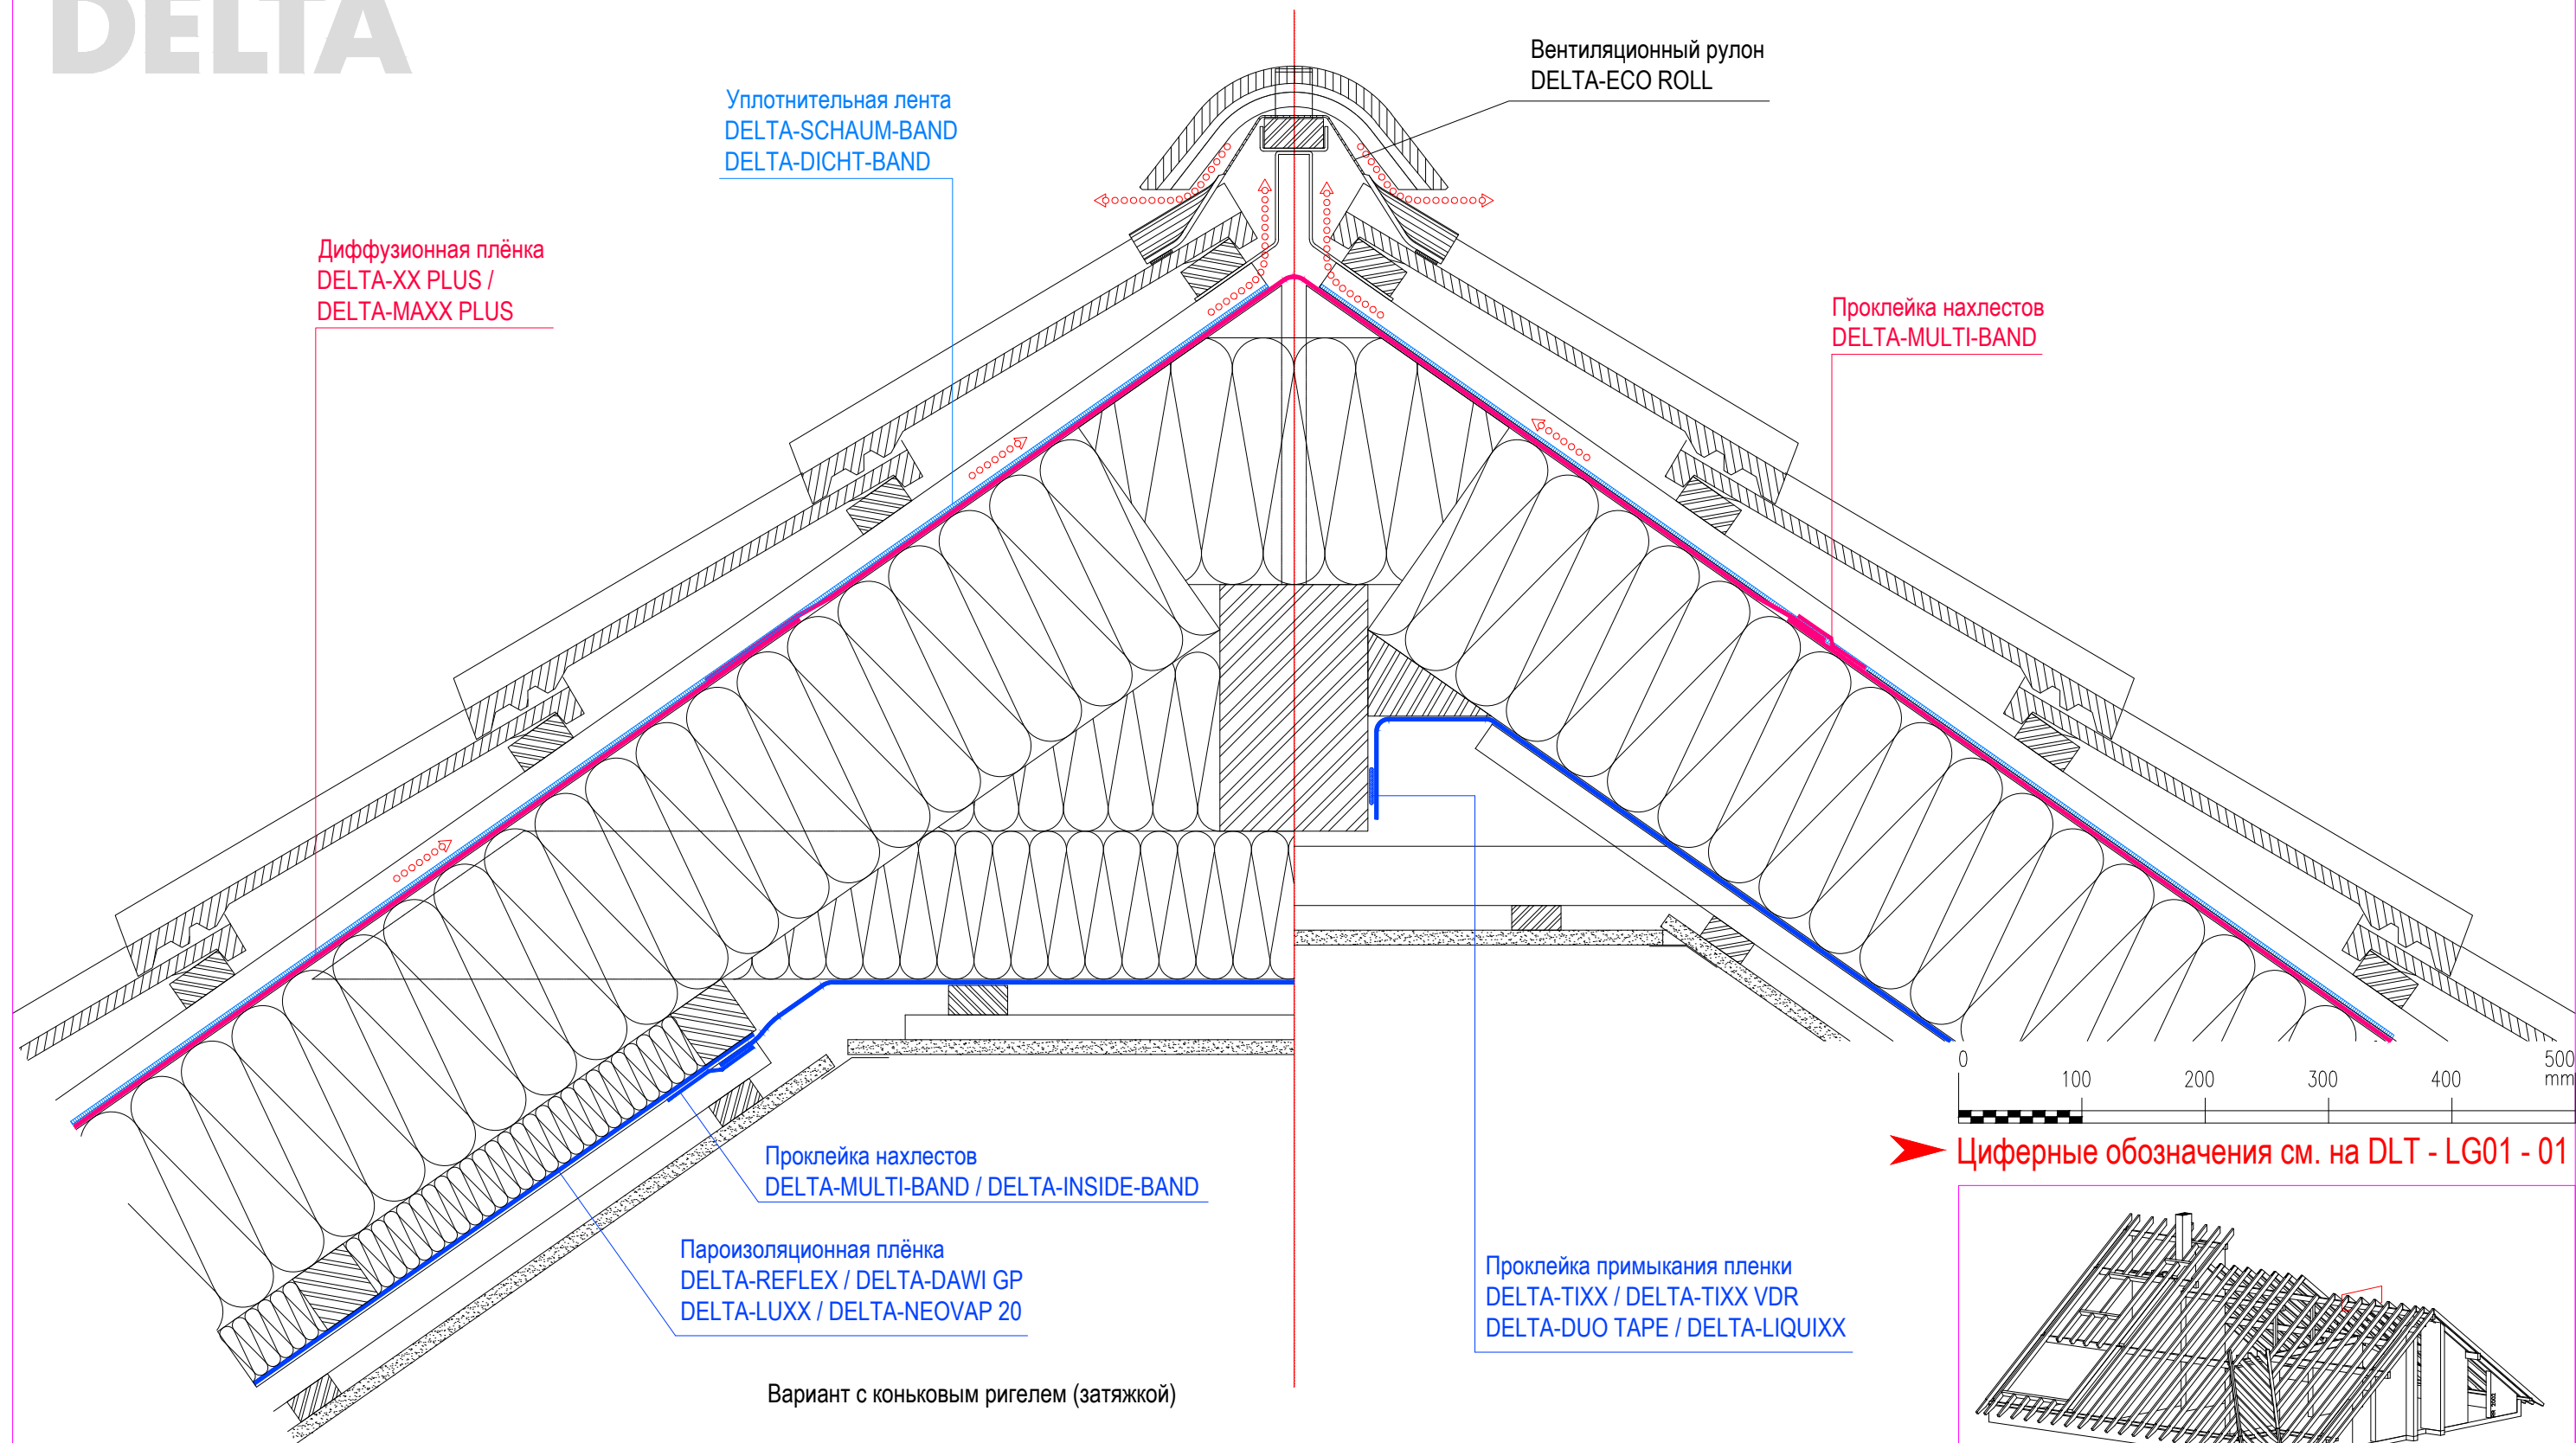 DELTA
Вентиляционный рулон
DELTA-ECO ROLL
Уплотнительная лента
DELTA-SCHAUM-BAND
DELTA-DICHT-BAND
Диффузионная плёнка
DELTA-XX PLUS /
DELTA-MAXX PLUS
Проклейка нахлестов
DELTA-MULTI-BAND
0 100 200 300 400 500
mm
Циферные обозначения см. на DLT - LG01 - 01
Проклейка нахлестов
DELTA-MULTI-BAND / DELTA-INSIDE-BAND
Пароизоляционная плёнка
DELTA-REFLEX / DELTA-DAWI GP
DELTA-LUXX / DELTA-NEOVAP 20
Проклейка примыкания пленки
DELTA-TIXX / DELTA-TIXX VDR
DELTA-DUO TAPE / DELTA-LIQUIXX
Вариант с коньковым ригелем (затяжкой)